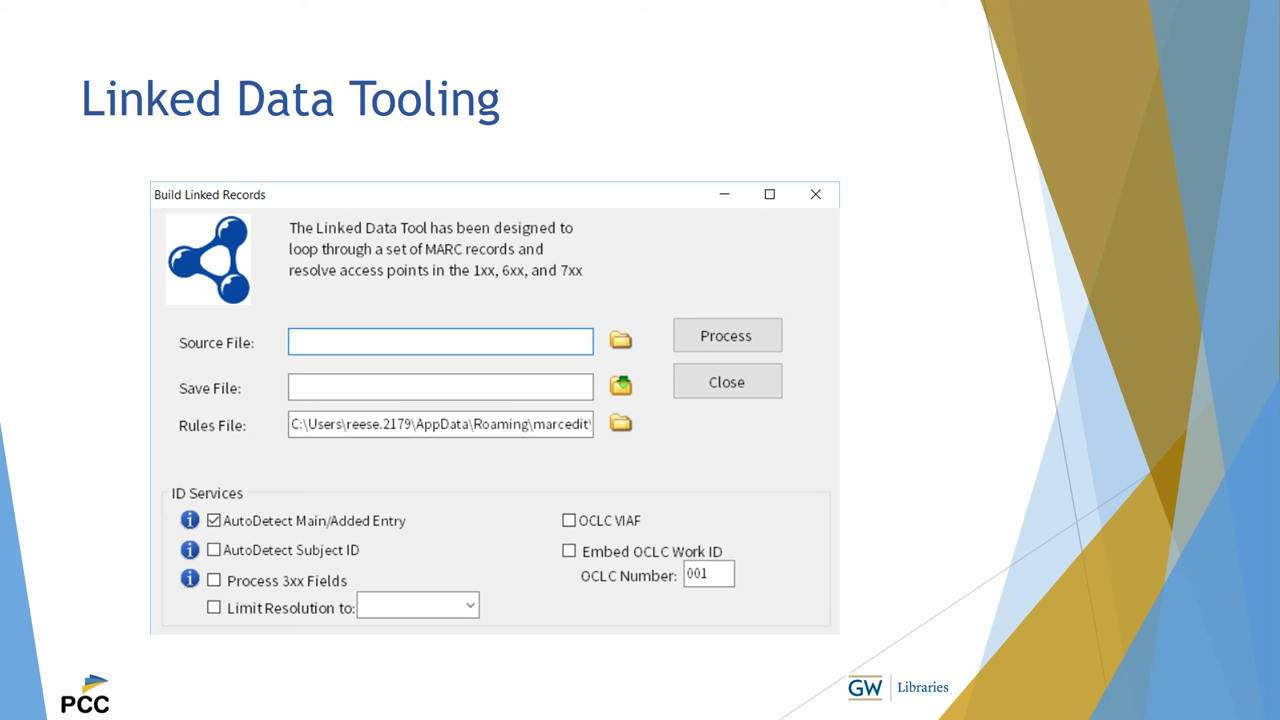 Linked Data Tooling
Build Linked Records
The Linked Data Tool has been designed to
loop through a set of MARC records and
resolve access points in the 1xx, 6xx, and 7xx
Source File:
Process
Save File:
Close
Rules File:
C:\Users\reese.2179\AppData\Roaming\marcedit\
ID Services
AutoDetect Main/Added Entry
OCLC VIAF
AutoDetect Subject ID
Embed OCLC Work ID
Process 3xx Fields
OCLC Number: 001
Limit Resolution to:
PCC
GW Libraries